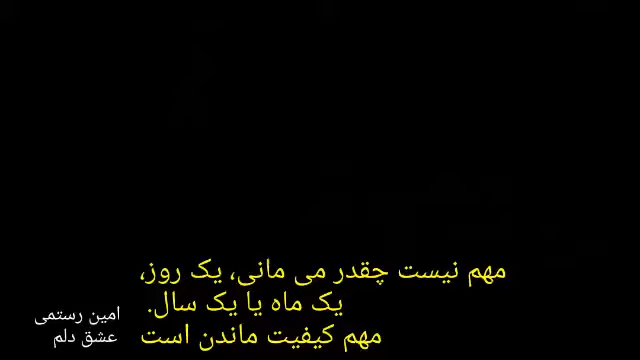 مهم نیست چقدر می مانی، یک روز،
یک ماه یا یک سال.
مهم کیفیت ماندن است
امین رستمی
عشق دلم